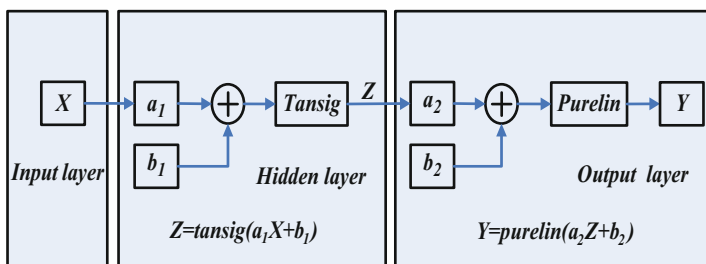 X
Input layer
a1
b1
Tansig
Z
Hidden layer
Z=tansig(a1X+b1)
a2
b2
Purelin
Y
Output layer
Y=purelin(a2Z+b2)